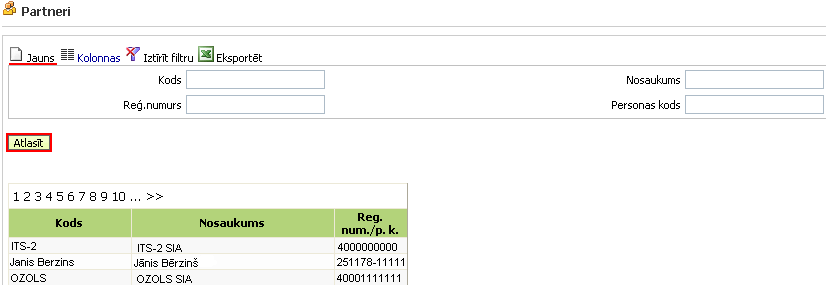 Partneri
Jauns Kolonnas Iztīrīt filtru Eksportēt
Kods Nosaukums
Reģ.numurs Personas kods
Atlasīt
1 2 3 4 5 6 7 8 9 10 ... >>
Kods Nosaukums Reg. num./p. k.
ITS-2 ITS-2 SIA 4000000000
Janis Berzins Jānis Bērziņš 251178-11111
OZOLS OZOLS SIA 40001111111